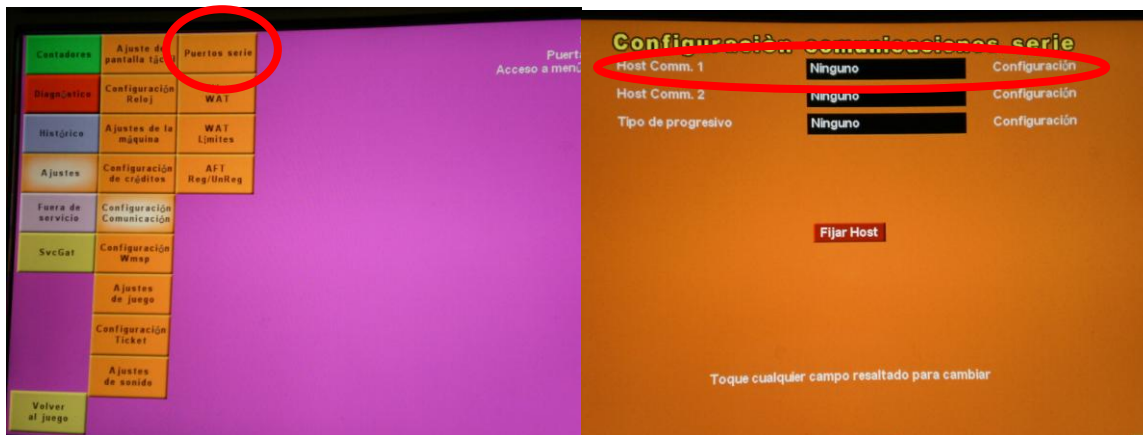 Contadores
Ajuste de
pantalla táctil
Puertos serie
Puert
Acceso a menú
Diagnóstico
Configuración
Reloj
WAT
Histórico
Ajustes de la
máquina
WAT
Límites
Ajustes
Configuración
de créditos
AFT
Reg/UnReg
Fuera de
servicio
Configuración
Comunicación
SvcGat
Configuración
Wmsp
Ajustes
de juego
Configuración
Ticket
Ajustes
de sonido
Volver
al juego
Configuraciòn comunicaciones serie
Host Comm. 1 Ninguno Configuración
Host Comm. 2 Ninguno Configuración
Tipo de progresivo Ninguno Configuración
Fijar Host
Toque cualquier campo resaltado para cambiar